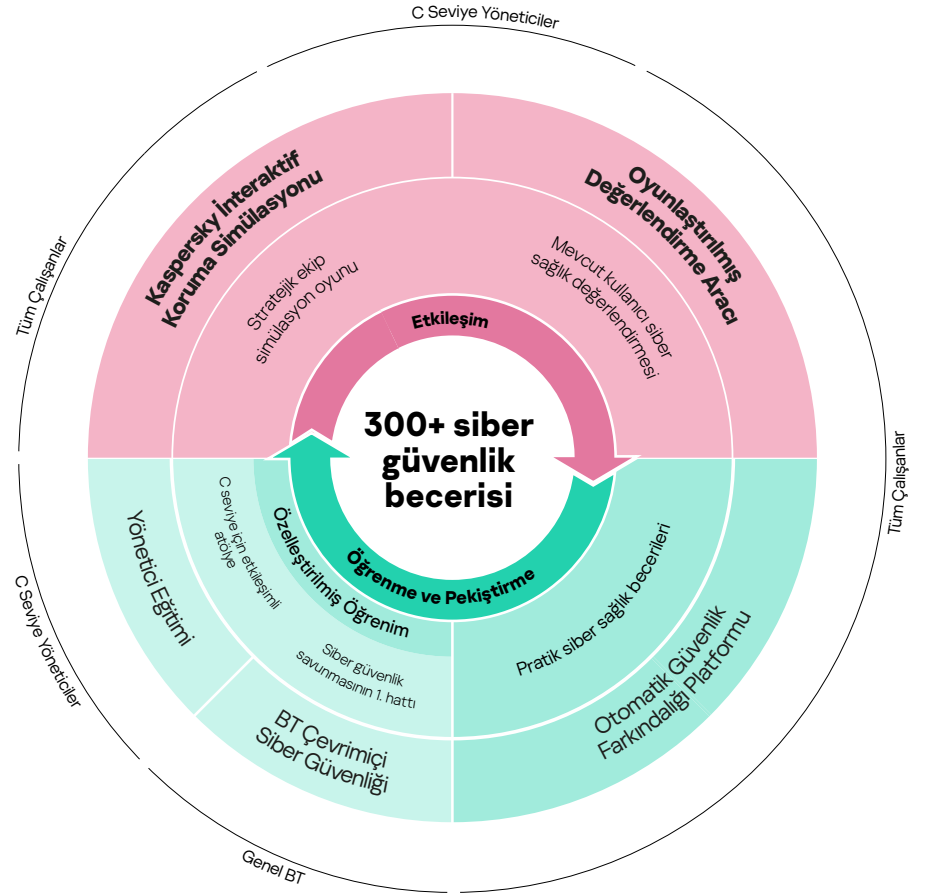 C Seviye Yöneticiler
Tüm Çalışanlar
Kaspersky İnteraktif
Koruma Simülasyonu
Oyunlaştırılmış
Değerlendirme Aracı
Stratejik ekip
simülasyon oyunu
Mevcut kullanıcı siber
sağlık değerlendirmesi
Etkileşim
300+ siber
güvenlik
becerisi
Tüm Çalışanlar
Öğrenme ve Pekiştirme
Özelleştirilmiş Öğrenim
C seviye için etkileşimli
atölye
Yönetici Eğitimi
Siber güvenlik
savunmasının 1. hattı
BT Çevrimiçi
Siber Güvenliği
Pratik siber sağlık becerileri
Otomatik Güvenlik
Farkındalığı Platformu
C Seviye Yöneticiler
Genel BT